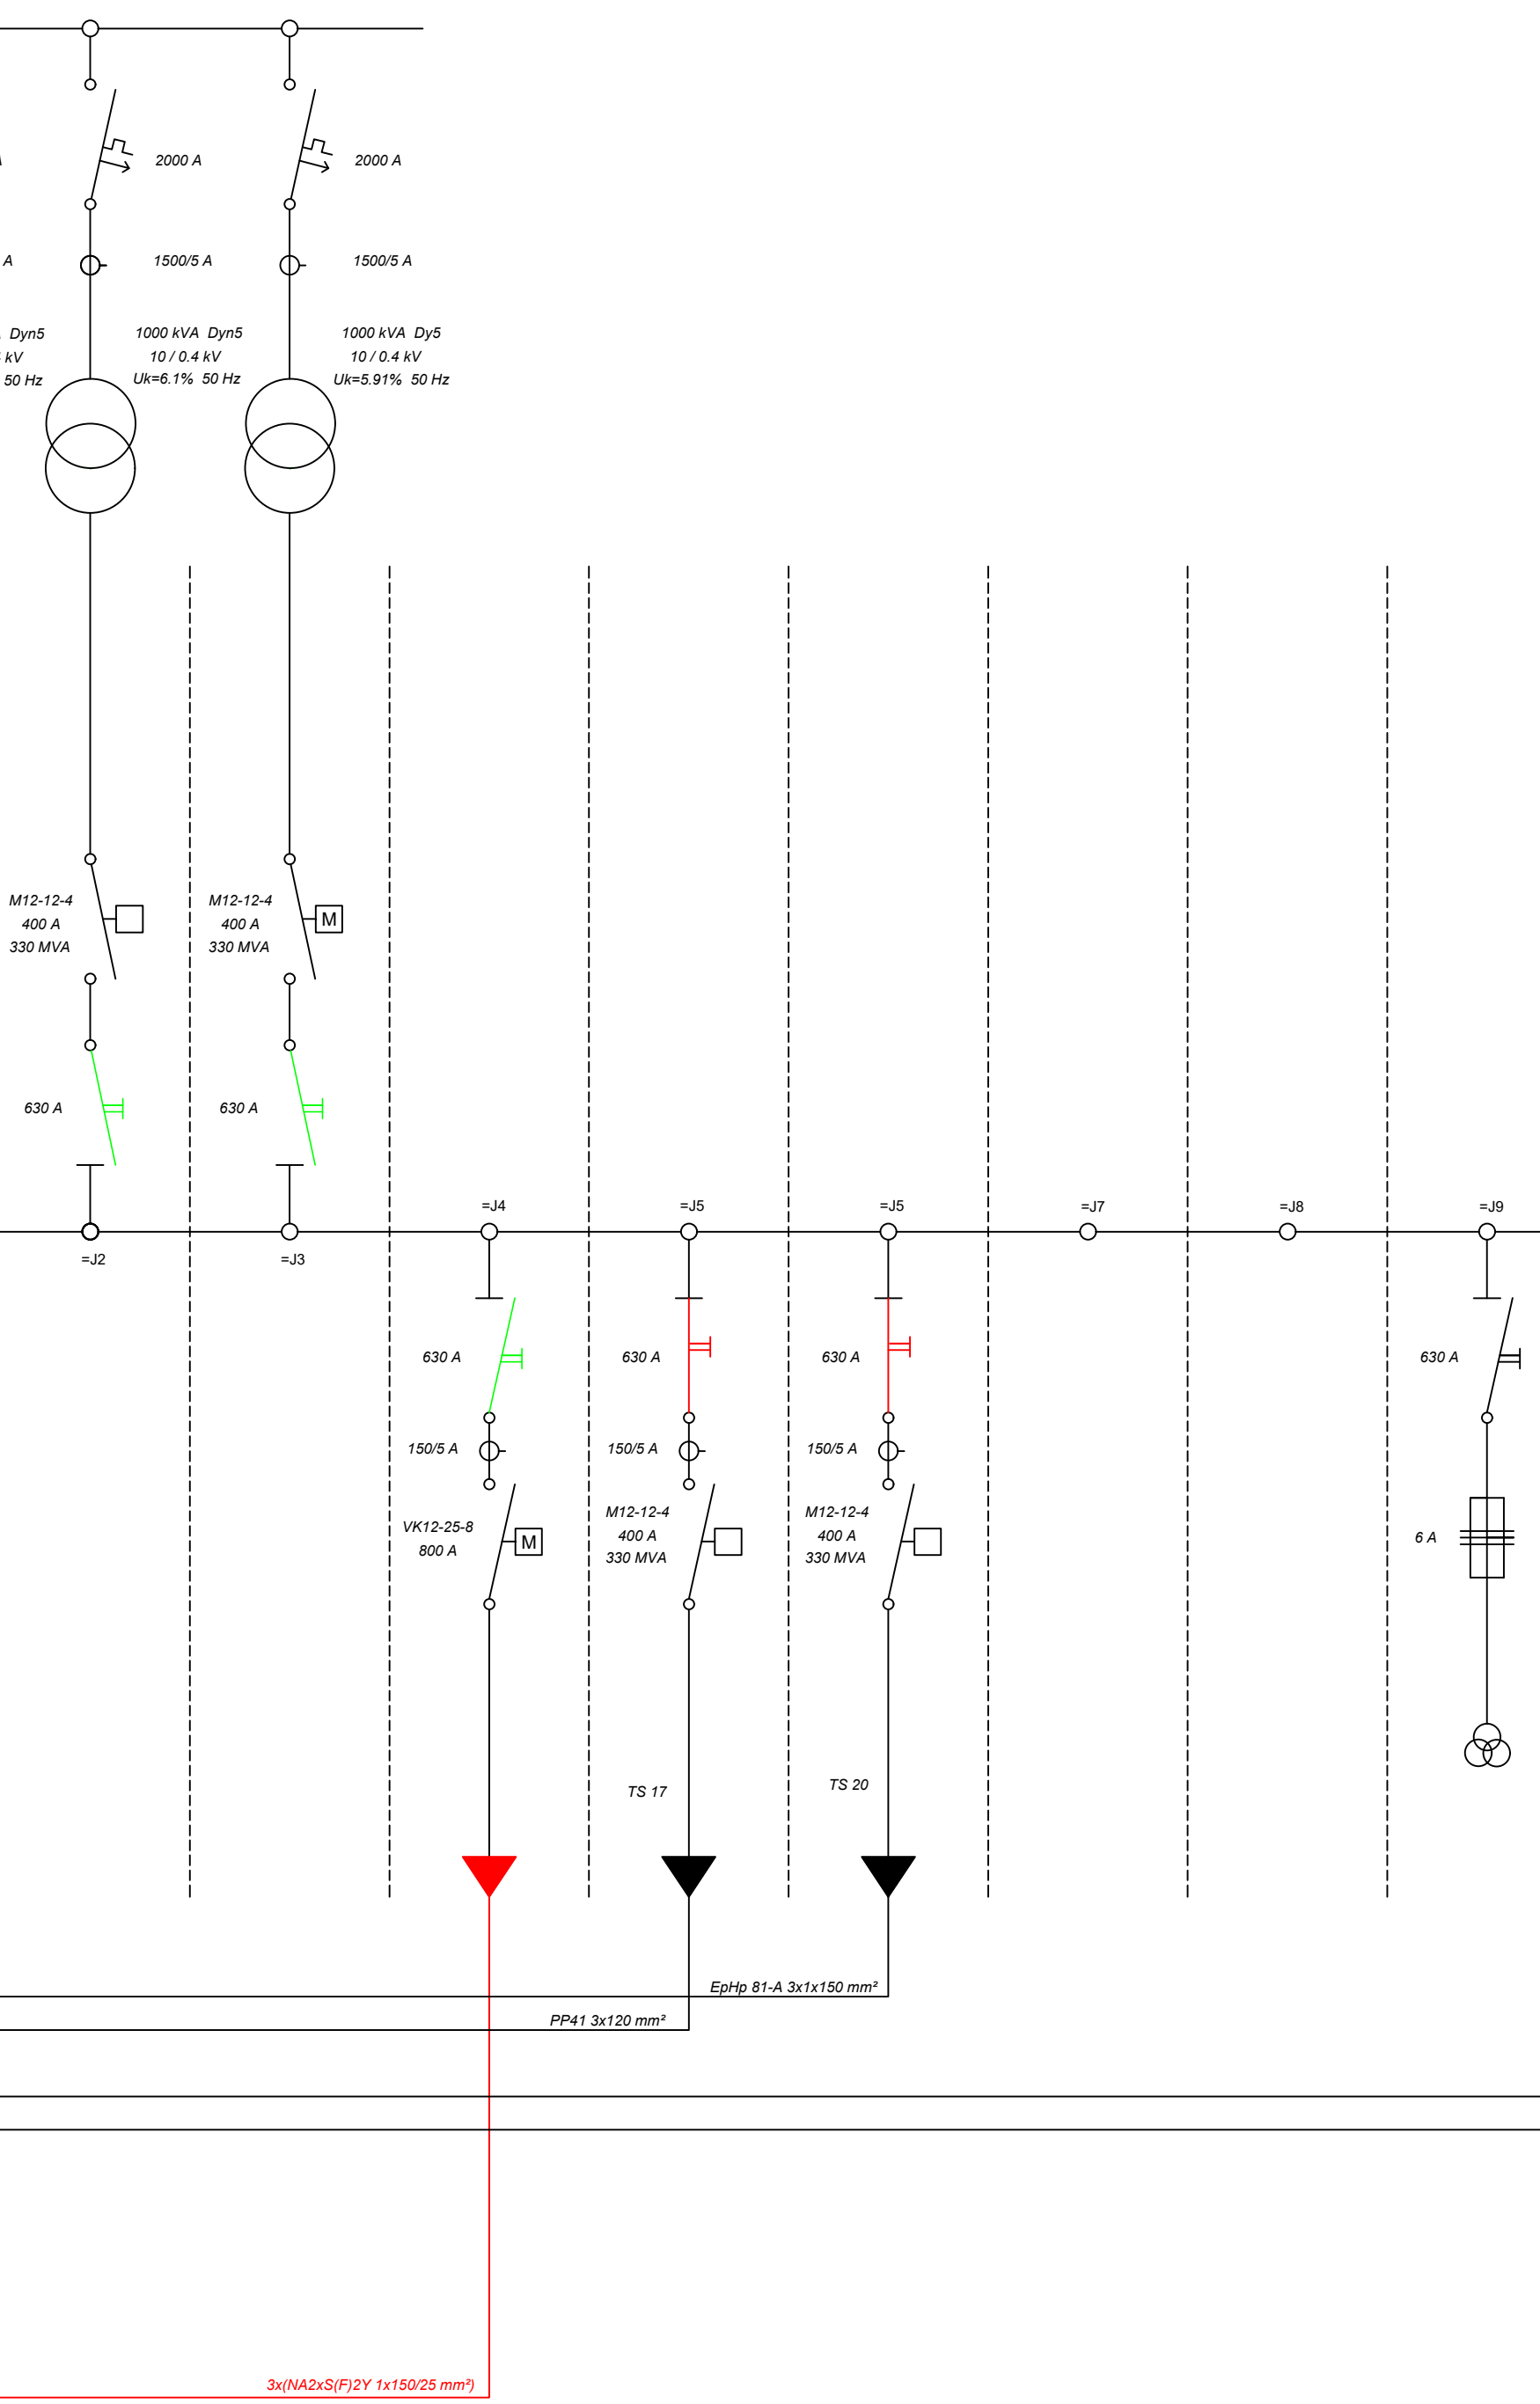 2000 A
2000 A
A
1500/5 A
1500/5 A
Dyn5
kV
50 Hz
1000 kVA Dyn5
10 / 0.4 kV
Uk=6.1% 50 Hz
1000 kVA Dy5
10 / 0.4 kV
Uk=5.91% 50 Hz
M12-12-4
400 A
330 MVA
M12-12-4
400 A
330 MVA
M
630 A
630 A
=J4
=J5
=J5
=J7
=J8
=J9
=J2
=J3
630 A
630 A
630 A
630 A
150/5 A
150/5 A
150/5 A
VK12-25-8
800 A
M
M12-12-4
400 A
330 MVA
M12-12-4
400 A
330 MVA
6 A
TS 17
TS 20
EpHp 81-A 3x1x150 mm²
PP41 3x120 mm²
3x(NA2xS(F)2Y 1x150/25 mm²)